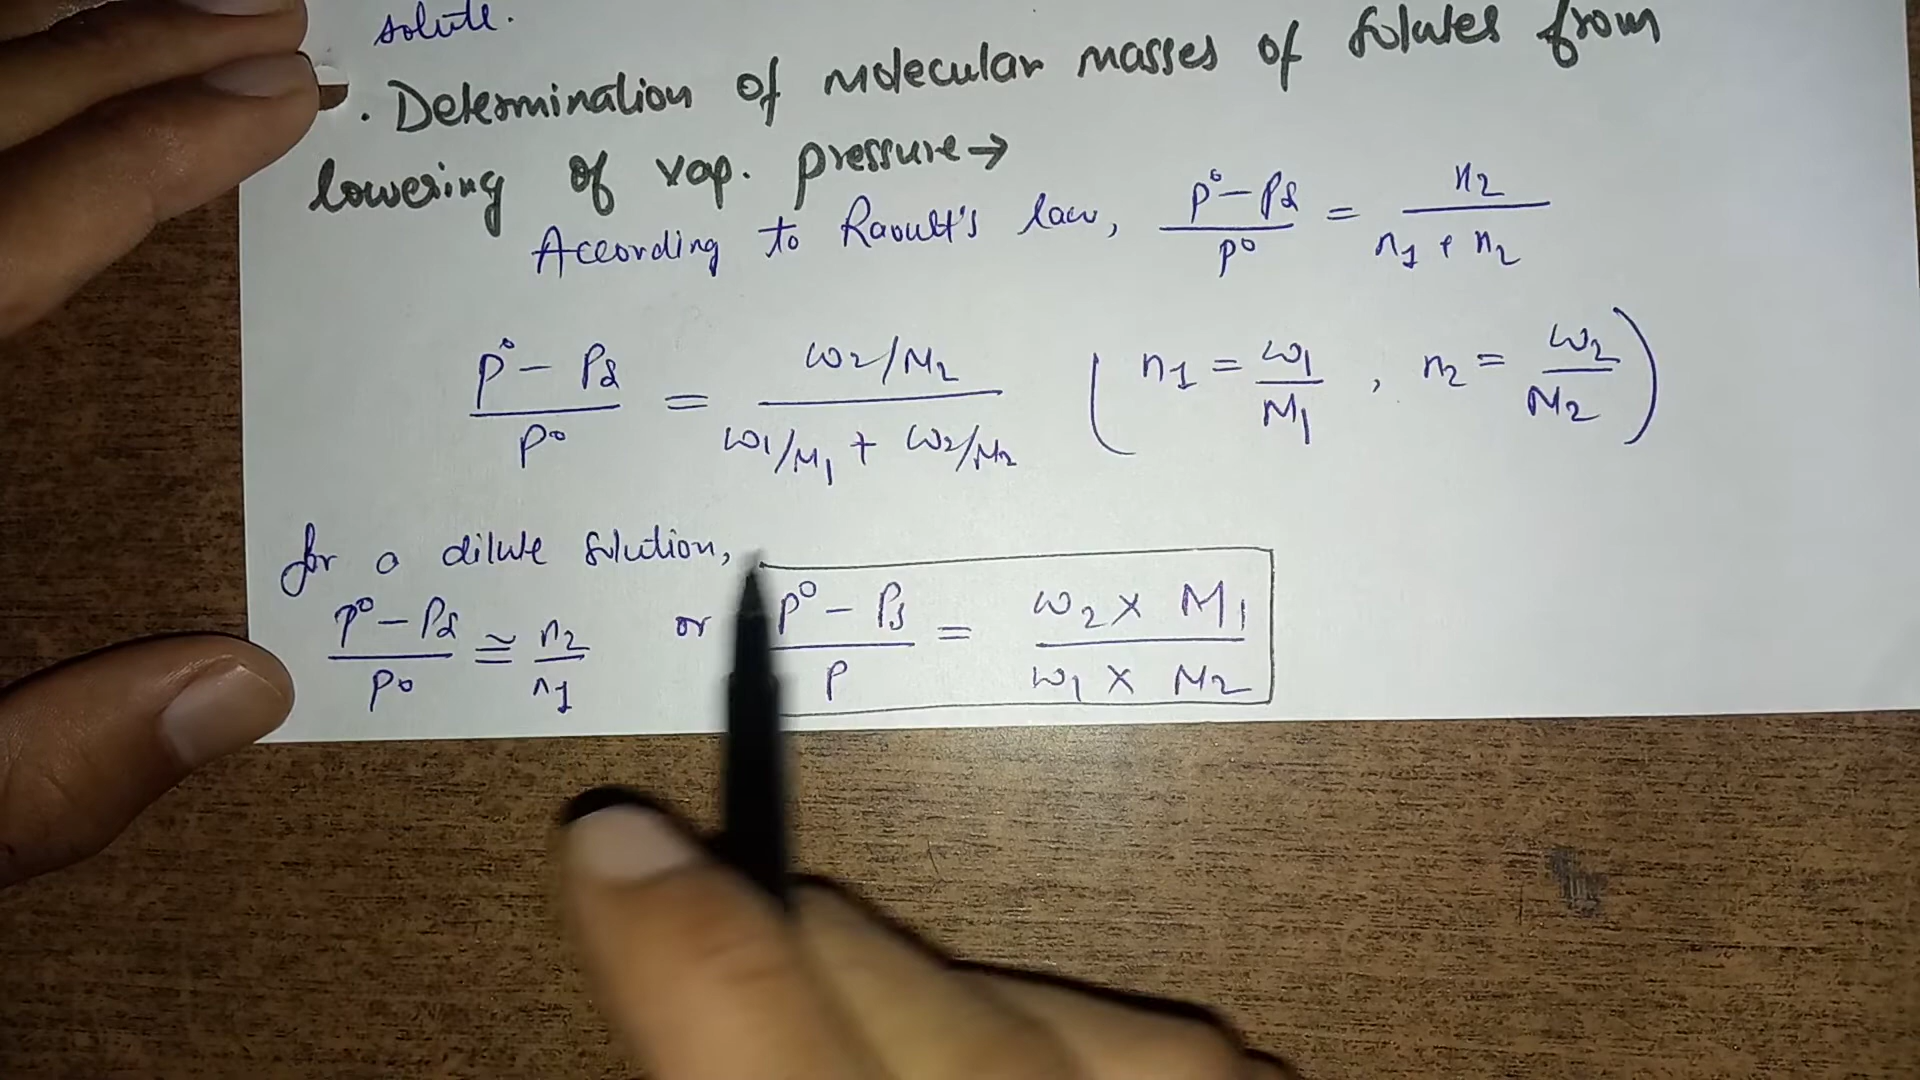 solute.
. Determination of molecular masses of solutes from
lowering of vap. pressure→
According to Raoult's law, (p° - ps)/p° = n2/(n1 + n2)
(p° - ps)/p° = (w2/M2)/(w1/M1 + w2/M2) (n1 = w1/M1 , n2 = w2/M2)
for a dilute solution,
(p° - ps)/p° ≅ n2/n1 or (p° - ps)/p = (w2 × M1)/(w1 × M2)